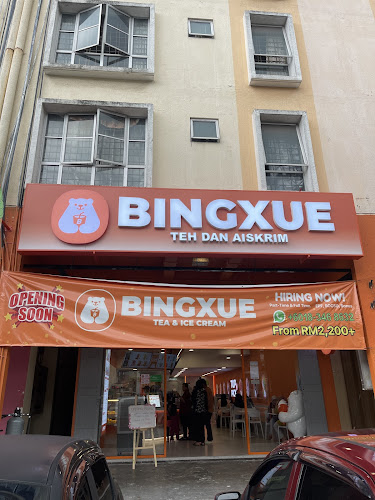 BINGXUE
TEH DAN AISKRIM
OPENING
SOON
BINGXUE
TEA & ICE CREAM
HIRING NOW!
From RM2,200+